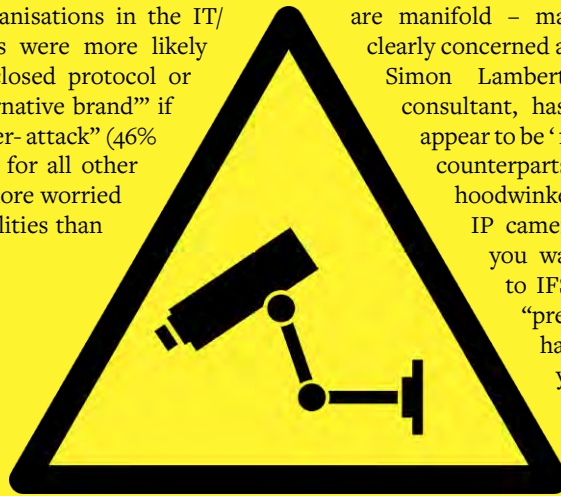 anisations in the IT/
s were more likely
closed protocol or
rnative brand’” if
er- attack” (46%
for all other
ore worried
lities than
are manifold – ma
clearly concerned a
Simon Lambert
consultant, has
appear to be ‘
counterparts
hoodwinke
IP came
you wa
to IFS
“pre
ha
y